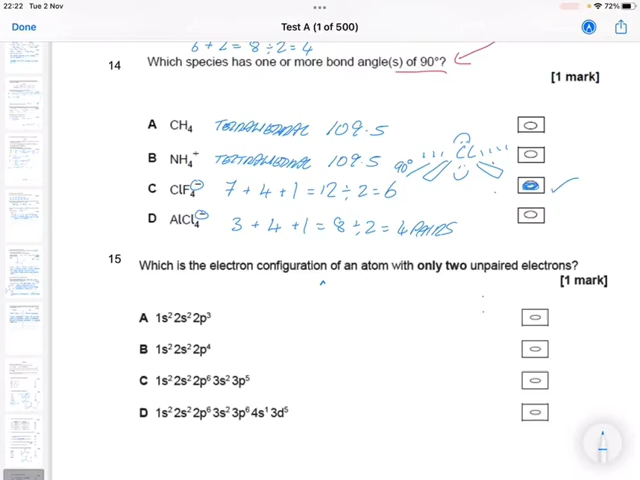 22:22 Tue 2 Nov
72%
Done
Test A (1 of 500)
6 + 2 = 8 ÷ 2 = 4
14
Which species has one or more bond angle(s) of 90°?
[1 mark]
A CH₄ TETRAHEDRAL 109.5
B NH₄⁺ TETRAHEDRAL 109.5
90° CL
C ClF₄⁻ 7 + 4 + 1 = 12 ÷ 2 = 6
D AlCl₄⁻ 3 + 4 + 1 = 8 ÷ 2 = 4 PAIRS
15
Which is the electron configuration of an atom with only two unpaired electrons?
[1 mark]
A 1s² 2s² 2p³
B 1s² 2s² 2p⁴
C 1s² 2s² 2p⁶ 3s² 3p⁵
D 1s² 2s² 2p⁶ 3s² 3p⁶ 4s¹ 3d⁵